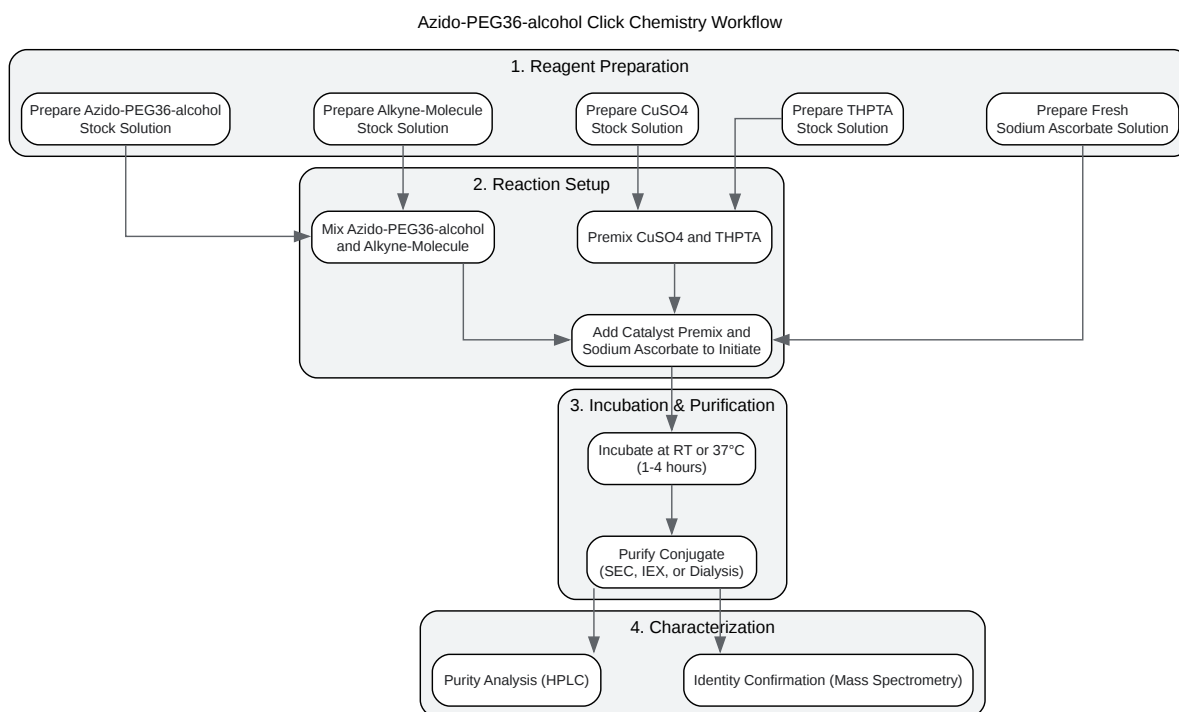 Azido-PEG36-alcohol Click Chemistry Workflow
1. Reagent Preparation
Prepare Azido-PEG36-alcohol
Stock Solution
Prepare Alkyne-Molecule
Stock Solution
Prepare CuSO4
Stock Solution
Prepare THPTA
Stock Solution
Prepare Fresh
Sodium Ascorbate Solution
2. Reaction Setup
Mix Azido-PEG36-alcohol
and Alkyne-Molecule
Premix CuSO4 and THPTA
Add Catalyst Premix and
Sodium Ascorbate to Initiate
3. Incubation & Purification
Incubate at RT or 37°C
(1-4 hours)
Purify Conjugate
(SEC, IEX, or Dialysis)
4. Characterization
Purity Analysis (HPLC)
Identity Confirmation (Mass Spectrometry)